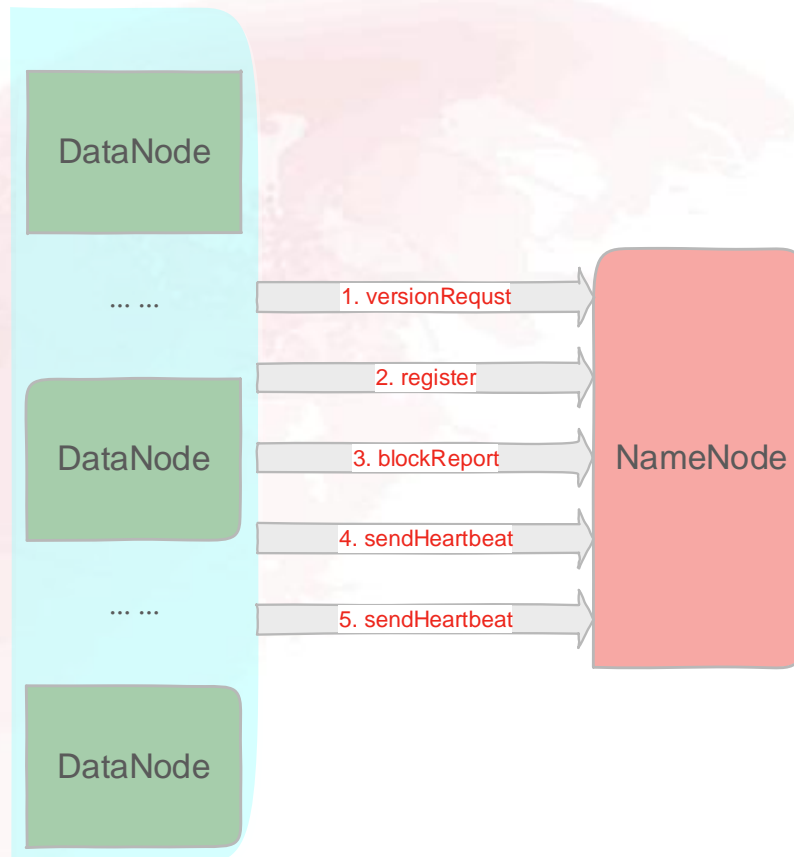 DataNode
... ...
1. versionRequst
2. register
DataNode
3. blockReport
NameNode
4. sendHeartbeat
... ...
5. sendHeartbeat
DataNode